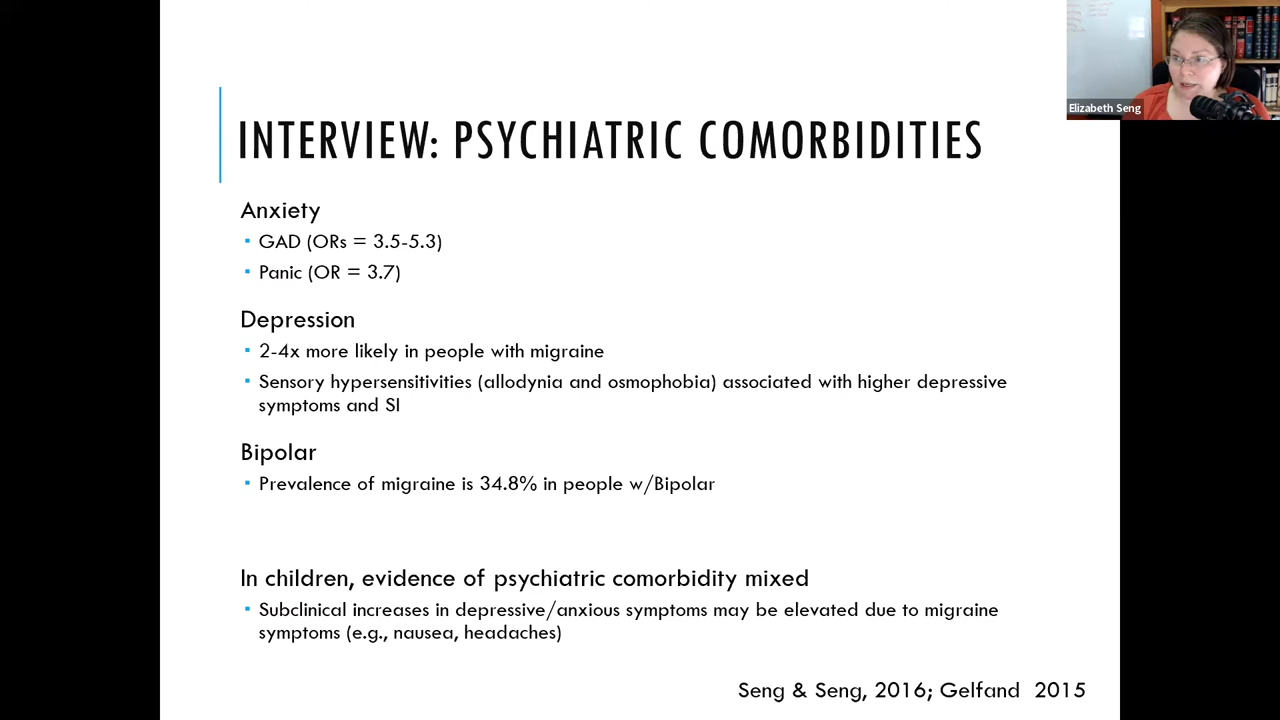 Elizabeth Seng
INTERVIEW: PSYCHIATRIC COMORBIDITIES
Anxiety
▪ GAD (ORs = 3.5-5.3)
▪ Panic (OR = 3.7)
Depression
▪ 2-4x more likely in people with migraine
▪ Sensory hypersensitivities (allodynia and osmophobia) associated with higher depressive
symptoms and SI
Bipolar
▪ Prevalence of migraine is 34.8% in people w/Bipolar
In children, evidence of psychiatric comorbidity mixed
▪ Subclinical increases in depressive/anxious symptoms may be elevated due to migraine
symptoms (e.g., nausea, headaches)
Seng & Seng, 2016; Gelfand  2015